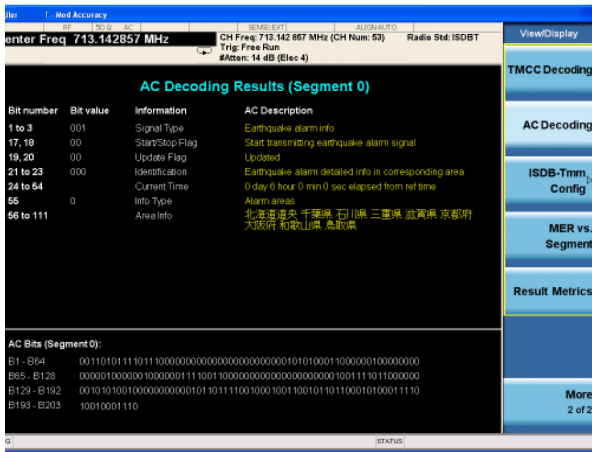 T - Mod Accuracy
RF 50 Ω AC SENSE:EXT ALIGNAUTO
enter Freq 713.142857 MHz
CH Freq: 713.142 857 MHz (CH Num: 53) Radio Std: ISDBT
Trig: Free Run
#Atten: 14 dB (Elec 4)
View/Display
AC Decoding Results (Segment 0)
TMCC Decoding
Bit number Bit value Information AC Description
1 to 3 001 Signal Type Earthquake alarm info
17, 18 00 Start/Stop Flag Start transmitting earthquake alarm signal
19, 20 00 Update Flag Updated
21 to 23 000 Identification Earthquake alarm detailed info in corresponding area
24 to 54 Current Time 0 day 6 hour 0 min 0 sec elapsed from ref time
55 0 Info Type Alarm areas
56 to 111 Area Info 北海道道央 千葉県 石川県 三重県 滋賀県 京都府
大阪府 和歌山県 鳥取県
AC Decoding
ISDB-Tmm
Config
MER vs.
Segment
Result Metrics
More
2 of 2
AC Bits (Segment 0):
B1 - B64
B65 - B128
B129 - B192
B193 - B203 10010001110
STATUS